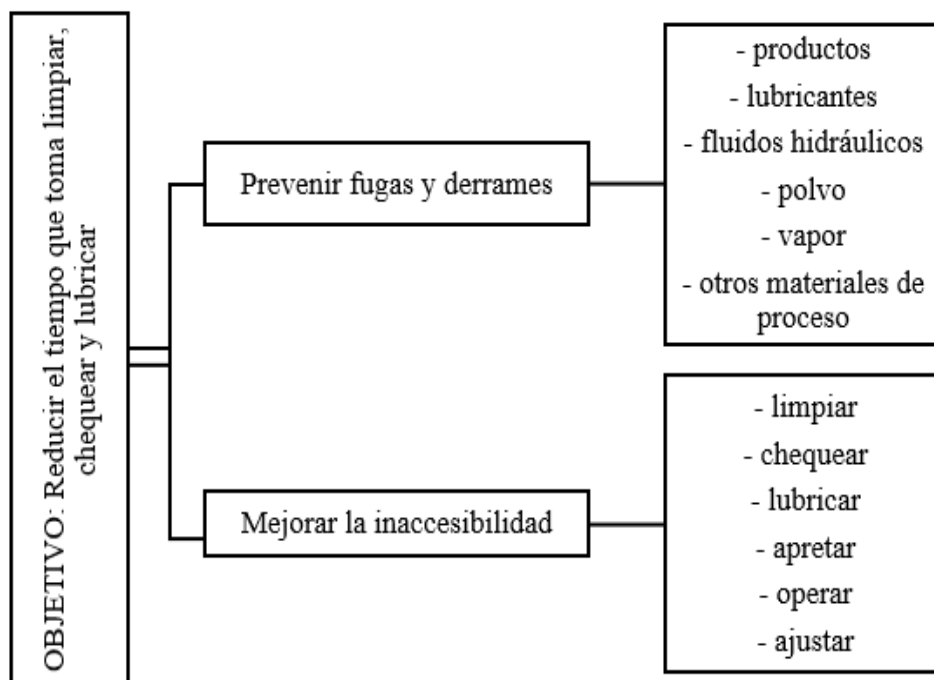 OBJETIVO: Reducir el tiempo que toma limpiar,
chequear y lubricar
Prevenir fugas y derrames
- productos
- lubricantes
- fluidos hidráulicos
- polvo
- vapor
- otros materiales de
proceso
Mejorar la inaccesibilidad
- limpiar
- chequear
- lubricar
- apretar
- operar
- ajustar